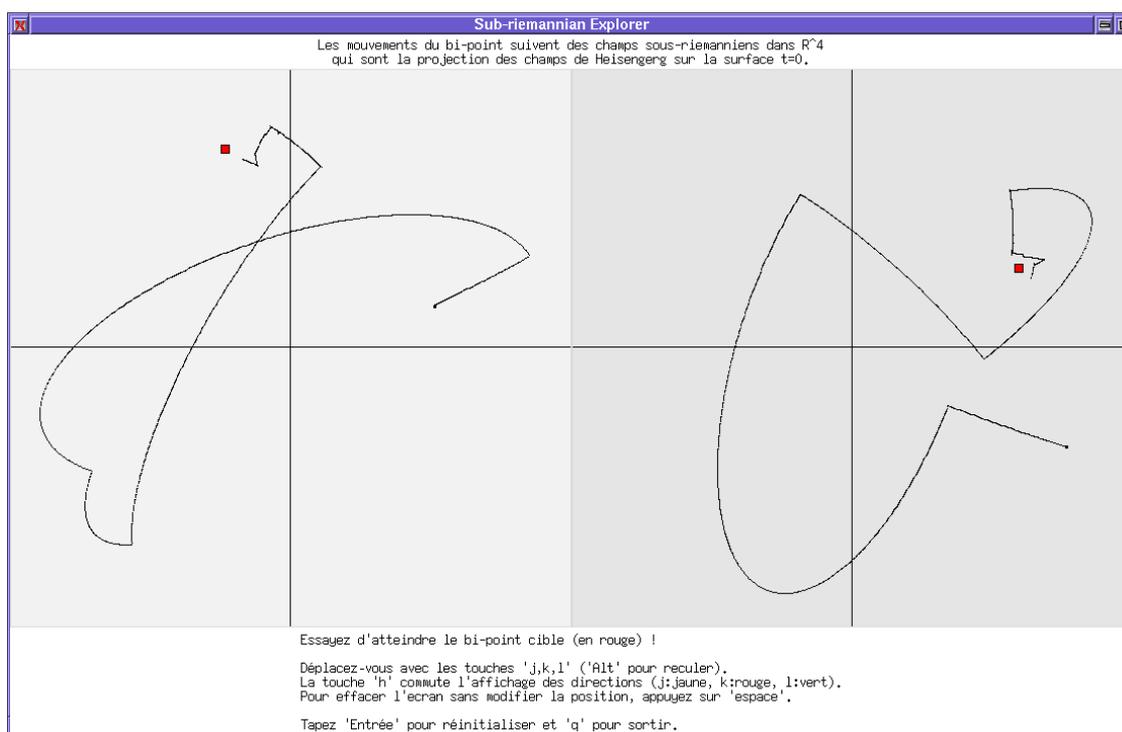 Sub-riemannian Explorer
Les mouvements du bi-point suivent des champs sous-riemanniens dans R^4
qui sont la projection des champs de Heisengerg sur la surface t=0.
Essayez d'atteindre le bi-point cible (en rouge) !
Déplacez-vous avec les touches 'j,k,l' ('Alt' pour reculer).
La touche 'h' commute l'affichage des directions (j:jaune, k:rouge, l:vert).
Pour effacer l'ecran sans modifier la position, appuyez sur 'espace'.
Tapez 'Entrée' pour réinitialiser et 'q' pour sortir.